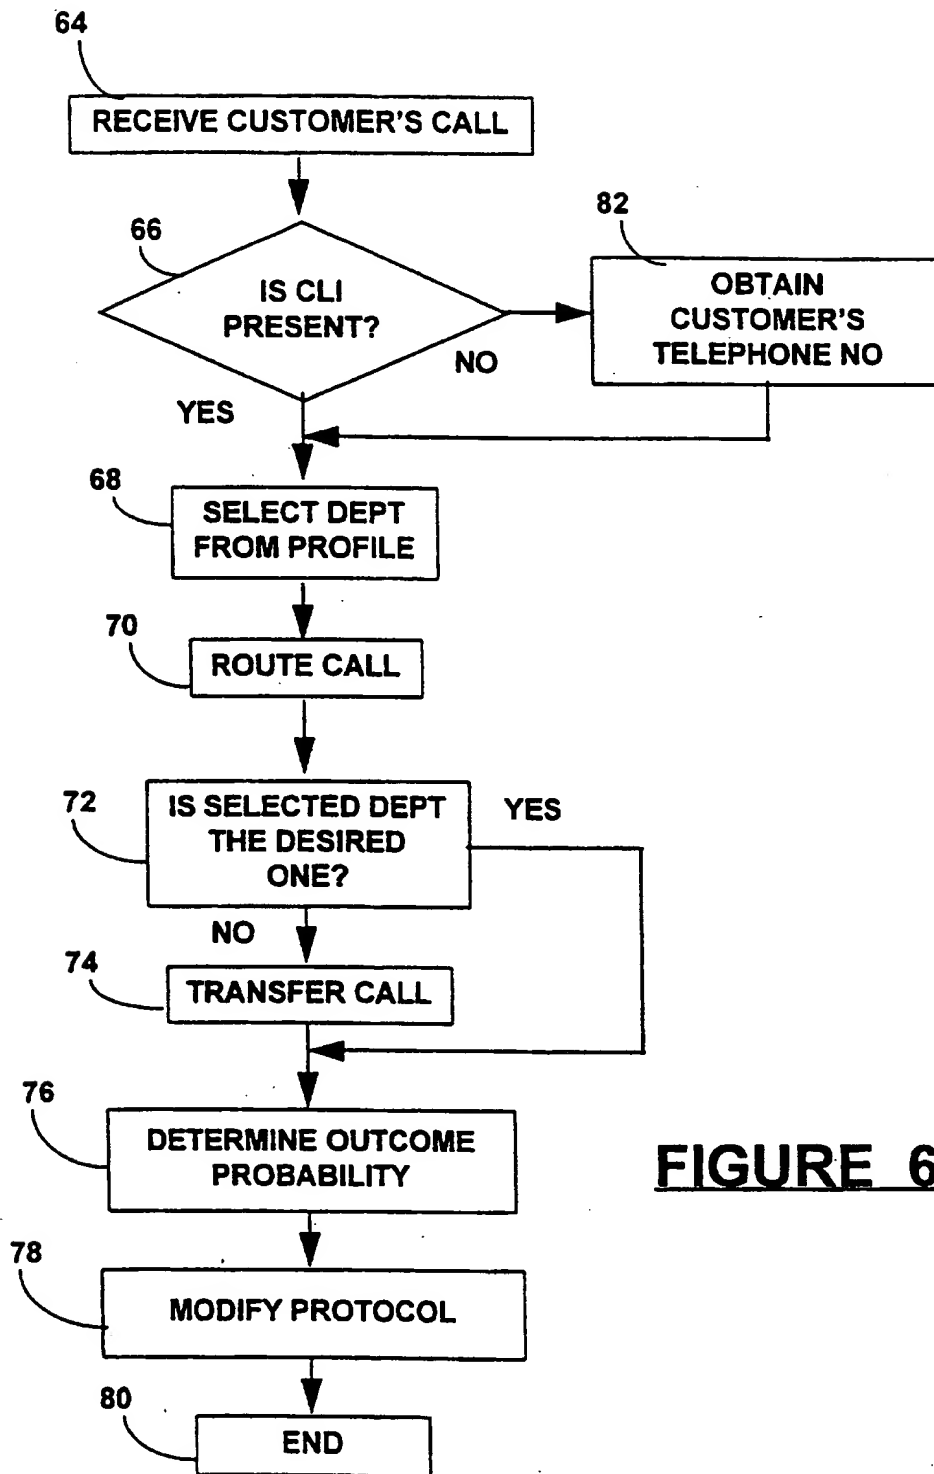 64
RECEIVE CUSTOMER'S CALL
66
IS CLI
PRESENT?
NO
YES
82
OBTAIN
CUSTOMER'S
TELEPHONE NO
68
SELECT DEPT
FROM PROFILE
70
ROUTE CALL
72
IS SELECTED DEPT
THE DESIRED
ONE?
YES
NO
74
TRANSFER CALL
76
DETERMINE OUTCOME
PROBABILITY
FIGURE 6
78
MODIFY PROTOCOL
80
END